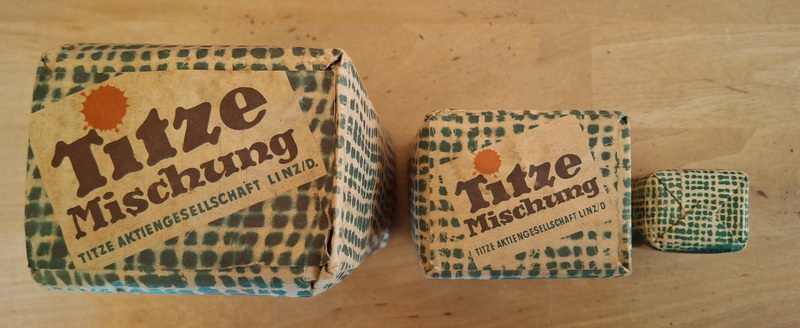 Titze
Mischung
TITZE AKTIENGESELLSCHAFT LINZ/D.
Titze
Mischung
TITZE AKTIENGESELLSCHAFT LINZ/D